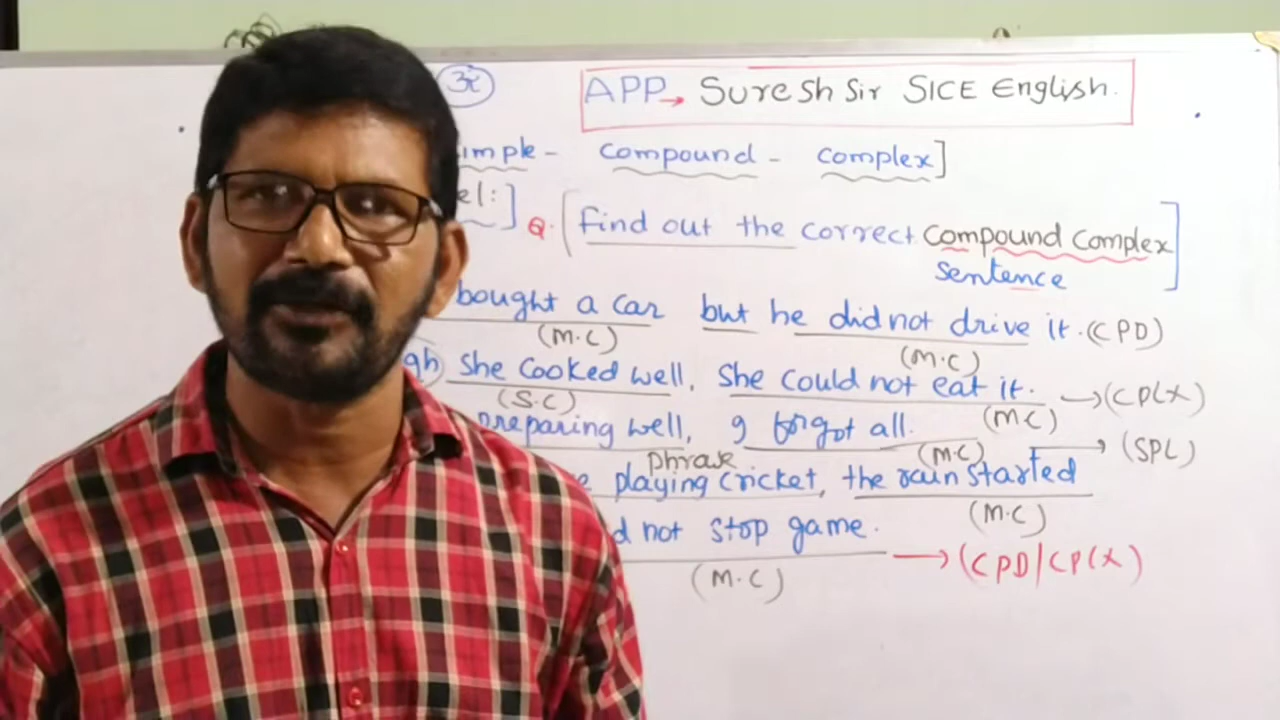 APP → Suresh Sir SICE English.
imple - compound - complex]
el:]
Q. [find out the correct compound complex]
sentence
bought a car but he did not drive it. (CPD)
(M.C) (M.C)
gh she cooked well, she could not eat it. → (CPLX)
(S.C) (M.C)
preparing well, I forgot all. → (SPL)
Phrase (M.C)
e playing cricket, the rain started
(M.C)
d not stop game. → (CPD/CPLX)
(M.C)